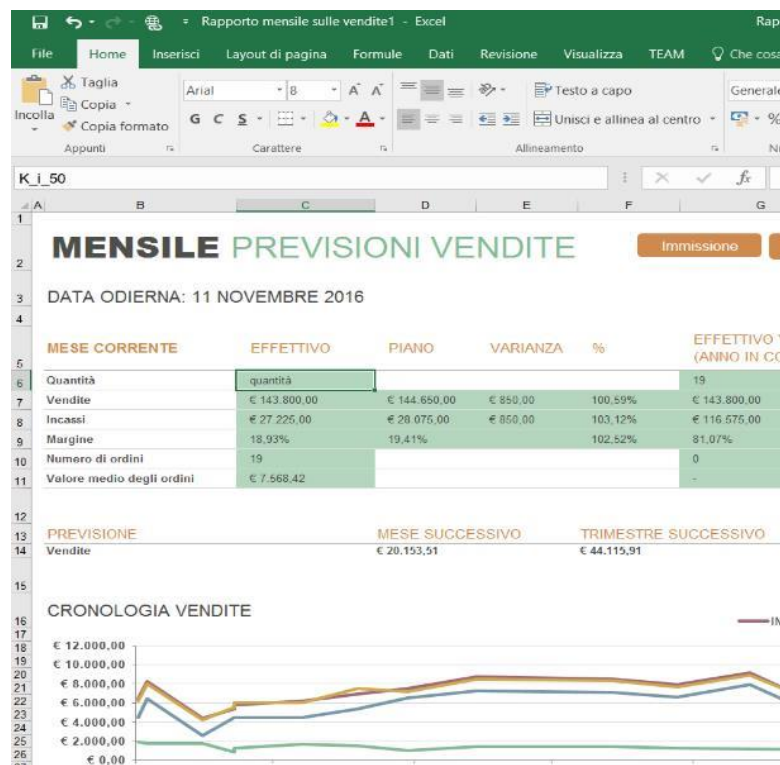 Rapporto mensile sulle vendite1 - Excel Rap
File Home Inserisci Layout di pagina Formule Dati Revisione Visualizza TEAM Che cosa
Incolla
Taglia
Copia
Copia formato
Appunti
Arial 8 A A
G C S A
Carattere
Testo a capo
Unisci e allinea al centro
Allineamento
Generale
%
N
K_i_50 fx
A B C D E F G
1
2 MENSILE PREVISIONI VENDITE Immissione
3 DATA ODIERNA: 11 NOVEMBRE 2016
4
5 MESE CORRENTE EFFETTIVO PIANO VARIANZA % EFFETTIVO
(ANNO IN CO
6 Quantità quantità 19
7 Vendite € 143.800,00 € 144.650,00 € 850,00 100,59% € 143.800,00
8 Incassi € 27.225,00 € 28.075,00 € 850,00 103,12% € 116.575,00
9 Margine 18,93% 19,41% 102,52% 81,07%
10 Numero di ordini 19 0
11 Valore medio degli ordini € 7.568,42 -
12
13 PREVISIONE MESE SUCCESSIVO TRIMESTRE SUCCESSIVO
14 Vendite € 20.153,51 € 44.115,91
15
16 CRONOLOGIA VENDITE
17
18 € 12.000,00
19
20 € 10.000,00
21 € 8.000,00
22 € 6.000,00
23
24 € 4.000,00
25 € 2.000,00
26 € 0,00